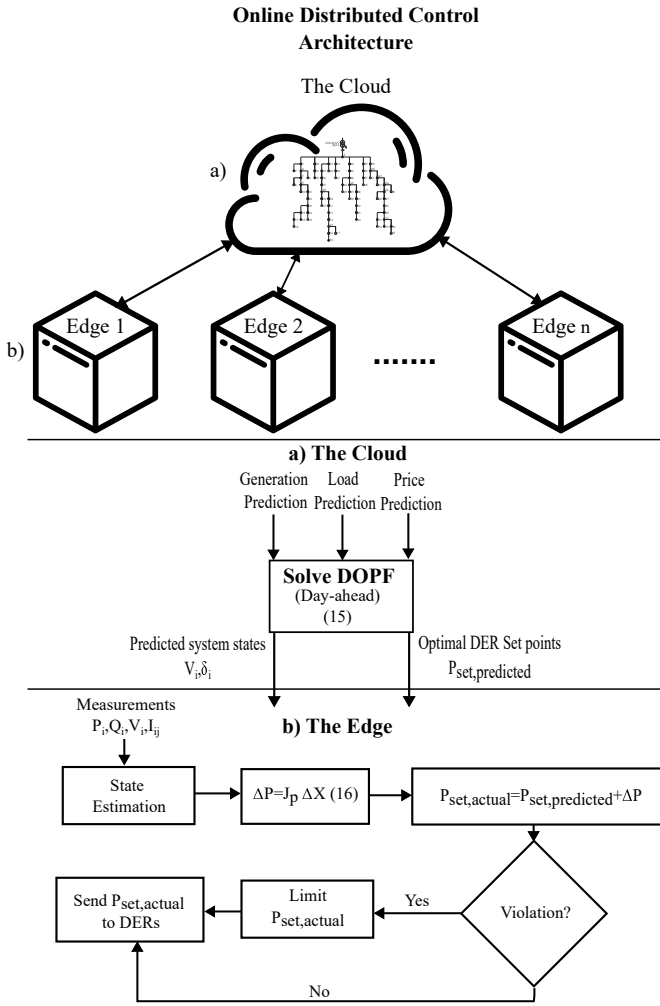 Online Distributed Control
Architecture
The Cloud
a)
b)
Edge 1
Edge 2
.......
Edge n
a) The Cloud
Generation
Prediction
Load
Prediction
Price
Prediction
Solve DOPF
(Day-ahead)
(15)
Predicted system states
V_i,δ_i
Optimal DER Set points
P_set,predicted
b) The Edge
Measurements
P_i,Q_i,V_i,I_ij
State
Estimation
ΔP=J_p ΔX (16)
P_set,actual=P_set,predicted+ΔP
Violation?
Yes
Limit
P_set,actual
Send P_set,actual
to DERs
No